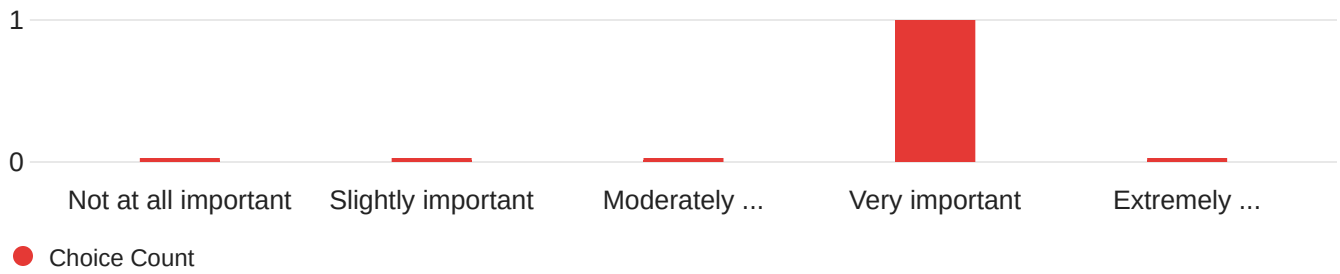 1
0
Not at all important Slightly important Moderately ... Very important Extremely ...
Choice Count